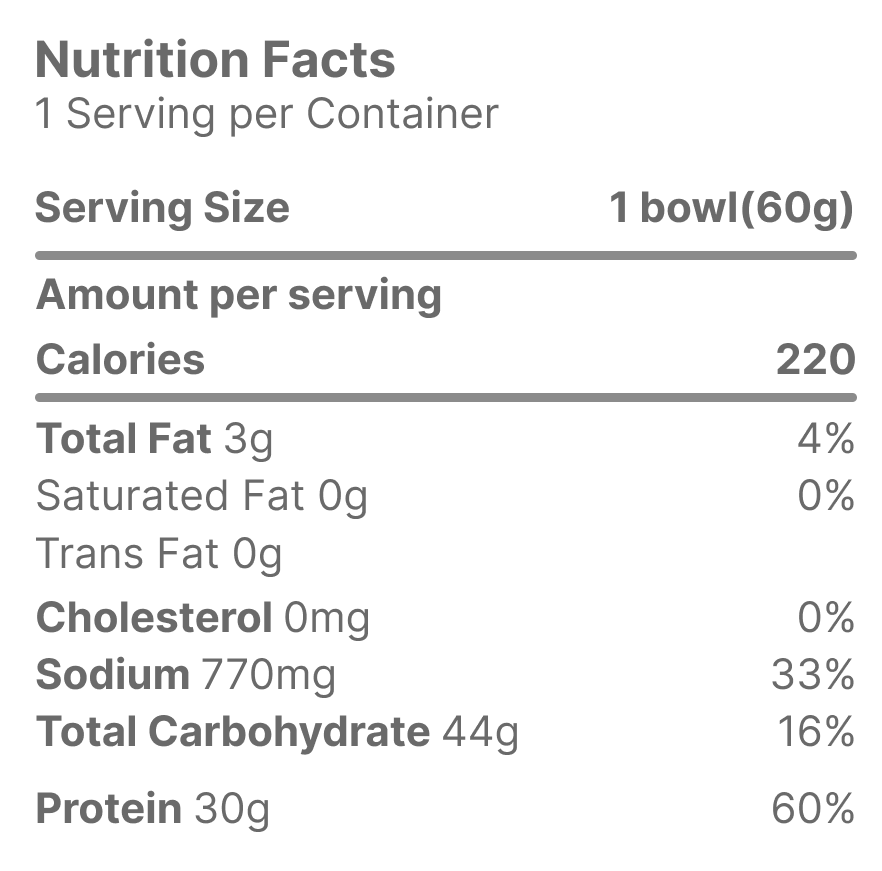 Nutrition Facts
1 Serving per Container
Serving Size 1 bowl(60g)
Amount per serving
Calories 220
Total Fat 3g 4%
Saturated Fat 0g 0%
Trans Fat 0g
Cholesterol 0mg 0%
Sodium 770mg 33%
Total Carbohydrate 44g 16%
Protein 30g 60%